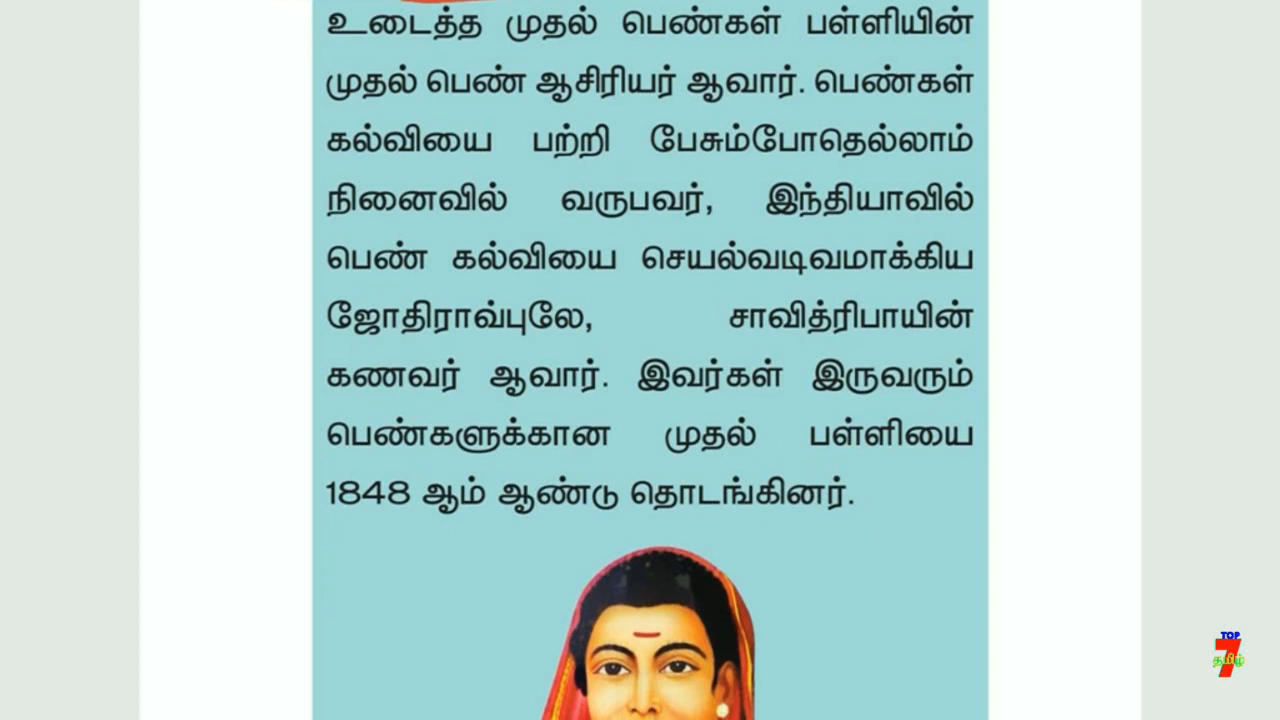 உடைத்த முதல் பெண்கள் பள்ளியின்
முதல் பெண் ஆசிரியர் ஆவார். பெண்கள்
கல்வியை பற்றி பேசும்போதெல்லாம்
நினைவில் வருபவர், இந்தியாவில்
பெண் கல்வியை செயல்வடிவமாக்கிய
ஜோதிராவ்புலே, சாவித்ரிபாயின்
கணவர் ஆவார். இவர்கள் இருவரும்
பெண்களுக்கான முதல் பள்ளியை
1848 ஆம் ஆண்டு தொடங்கினர்.
TOP
7
தமிழ்